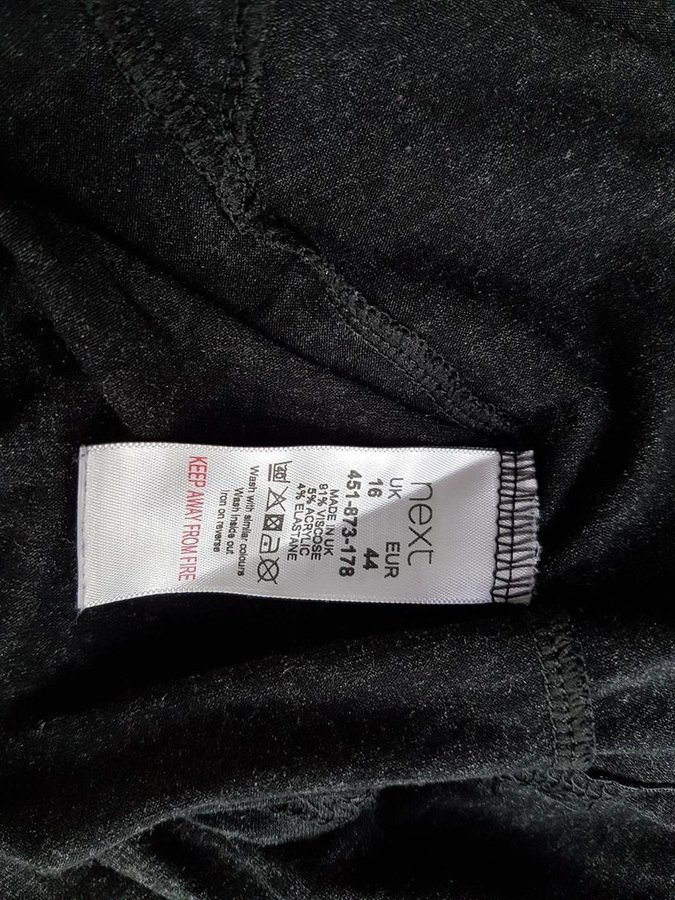 next
UK EUR
16 44
451-873-178
MADE IN UK
91% VISCOSE
5% ACRYLIC
4% ELASTANE
40
Wash with similar colours
Wash inside out
Iron on reverse
KEEP AWAY FROM FIRE